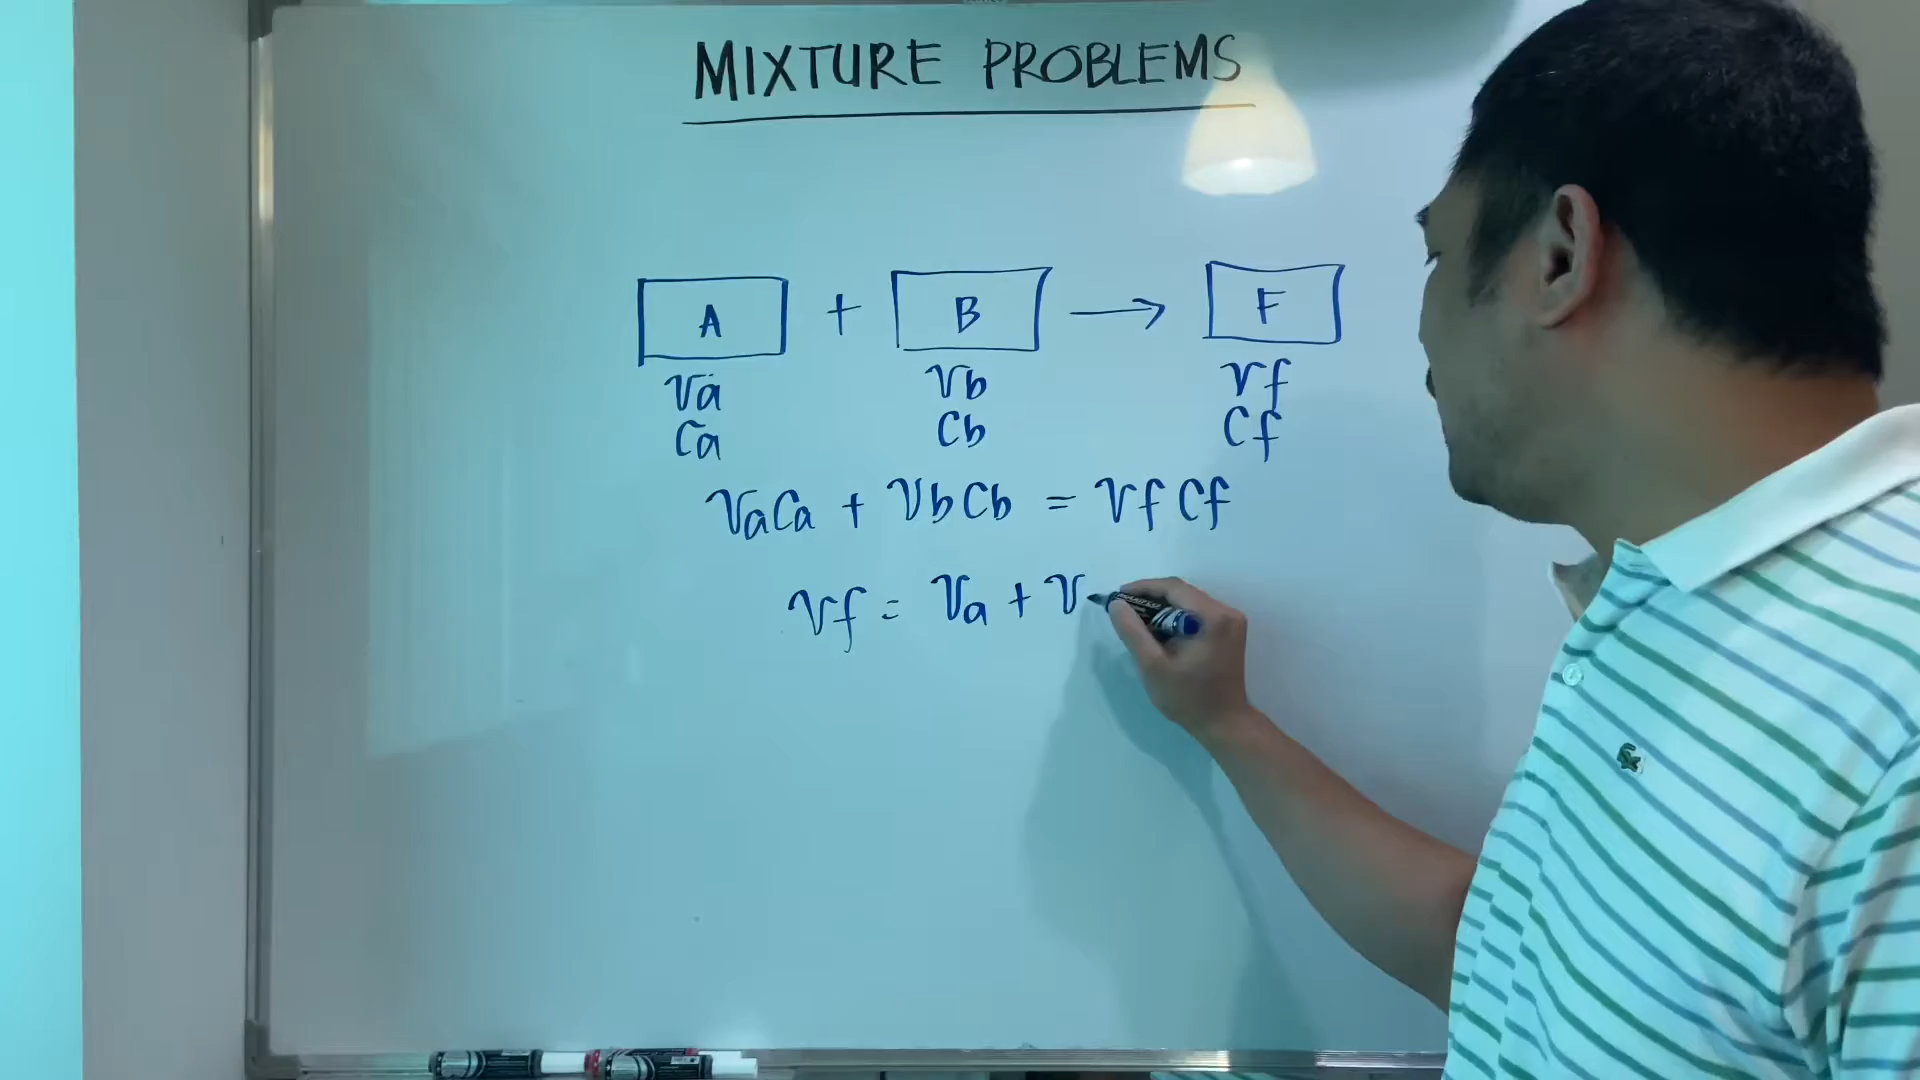 MIXTURE PROBLEMS
A + B → F
Va Vb Vf
Ca Cb Cf
VaCa + VbCb = VfCf
Vf = Va + V